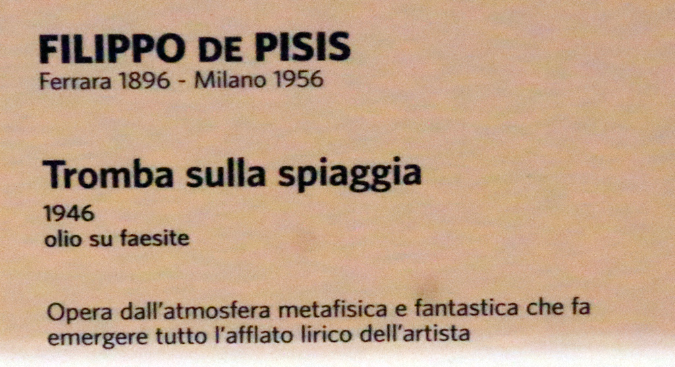 FILIPPO DE PISIS
Ferrara 1896 - Milano 1956
Tromba sulla spiaggia
1946
olio su faesite
Opera dall'atmosfera metafisica e fantastica che fa
emergere tutto l'afflato lirico dell'artista